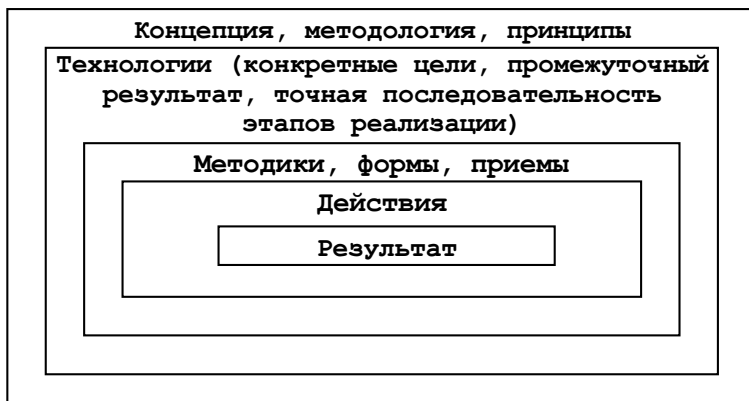 Концепция, методология, принципы
Технологии (конкретные цели, промежуточный
результат, точная последовательность
этапов реализации)
Методики, формы, приемы
Действия
Результат